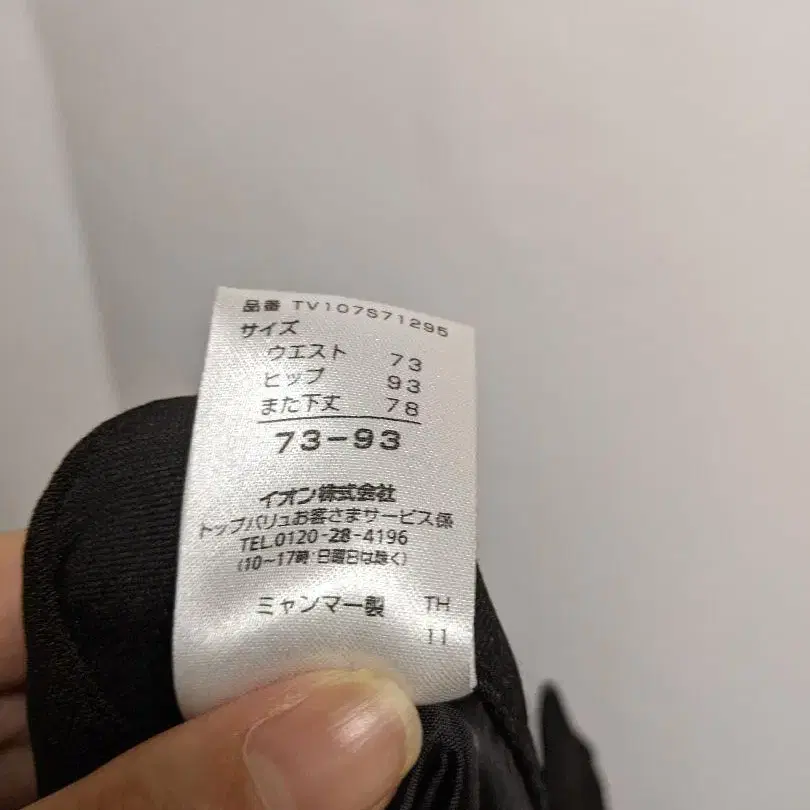 品番 TV107S71295
サイズ
ウエスト 73
ヒップ 93
また下丈 78
73-93
イオン株式会社
トップバリュお客さまサービス係
TEL.0120-28-4196
(10~17時:日曜日は除く)
ミャンマー製 TH
11